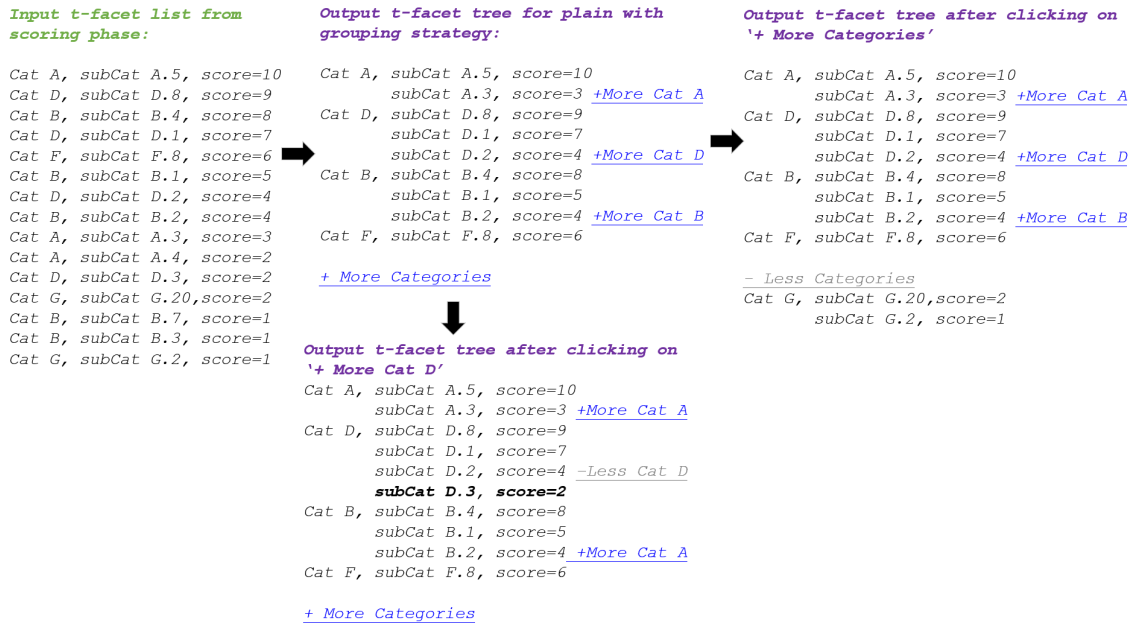 Input t-facet list from
scoring phase:
Cat A, subCat A.5, score=10
Cat D, subCat D.8, score=9
Cat B, subCat B.4, score=8
Cat D, subCat D.1, score=7
Cat F, subCat F.8, score=6
Cat B, subCat B.1, score=5
Cat D, subCat D.2, score=4
Cat B, subCat B.2, score=4
Cat A, subCat A.3, score=3
Cat A, subCat A.4, score=2
Cat D, subCat D.3, score=2
Cat G, subCat G.20,score=2
Cat B, subCat B.7, score=1
Cat B, subCat B.3, score=1
Cat G, subCat G.2, score=1
Output t-facet tree for plain with
grouping strategy:
Cat A, subCat A.5, score=10
subCat A.3, score=3 +More Cat A
Cat D, subCat D.8, score=9
subCat D.1, score=7
subCat D.2, score=4 +More Cat D
Cat B, subCat B.4, score=8
subCat B.1, score=5
subCat B.2, score=4 +More Cat B
Cat F, subCat F.8, score=6
+ More Categories
Output t-facet tree after clicking on
‘+ More Categories’
Cat A, subCat A.5, score=10
subCat A.3, score=3 +More Cat A
Cat D, subCat D.8, score=9
subCat D.1, score=7
subCat D.2, score=4 +More Cat D
Cat B, subCat B.4, score=8
subCat B.1, score=5
subCat B.2, score=4 +More Cat B
Cat F, subCat F.8, score=6
- Less Categories
Cat G, subCat G.20,score=2
subCat G.2, score=1
Output t-facet tree after clicking on
‘+ More Cat D’
Cat A, subCat A.5, score=10
subCat A.3, score=3 +More Cat A
Cat D, subCat D.8, score=9
subCat D.1, score=7
subCat D.2, score=4 -Less Cat D
subCat D.3, score=2
Cat B, subCat B.4, score=8
subCat B.1, score=5
subCat B.2, score=4 +More Cat A
Cat F, subCat F.8, score=6
+ More Categories